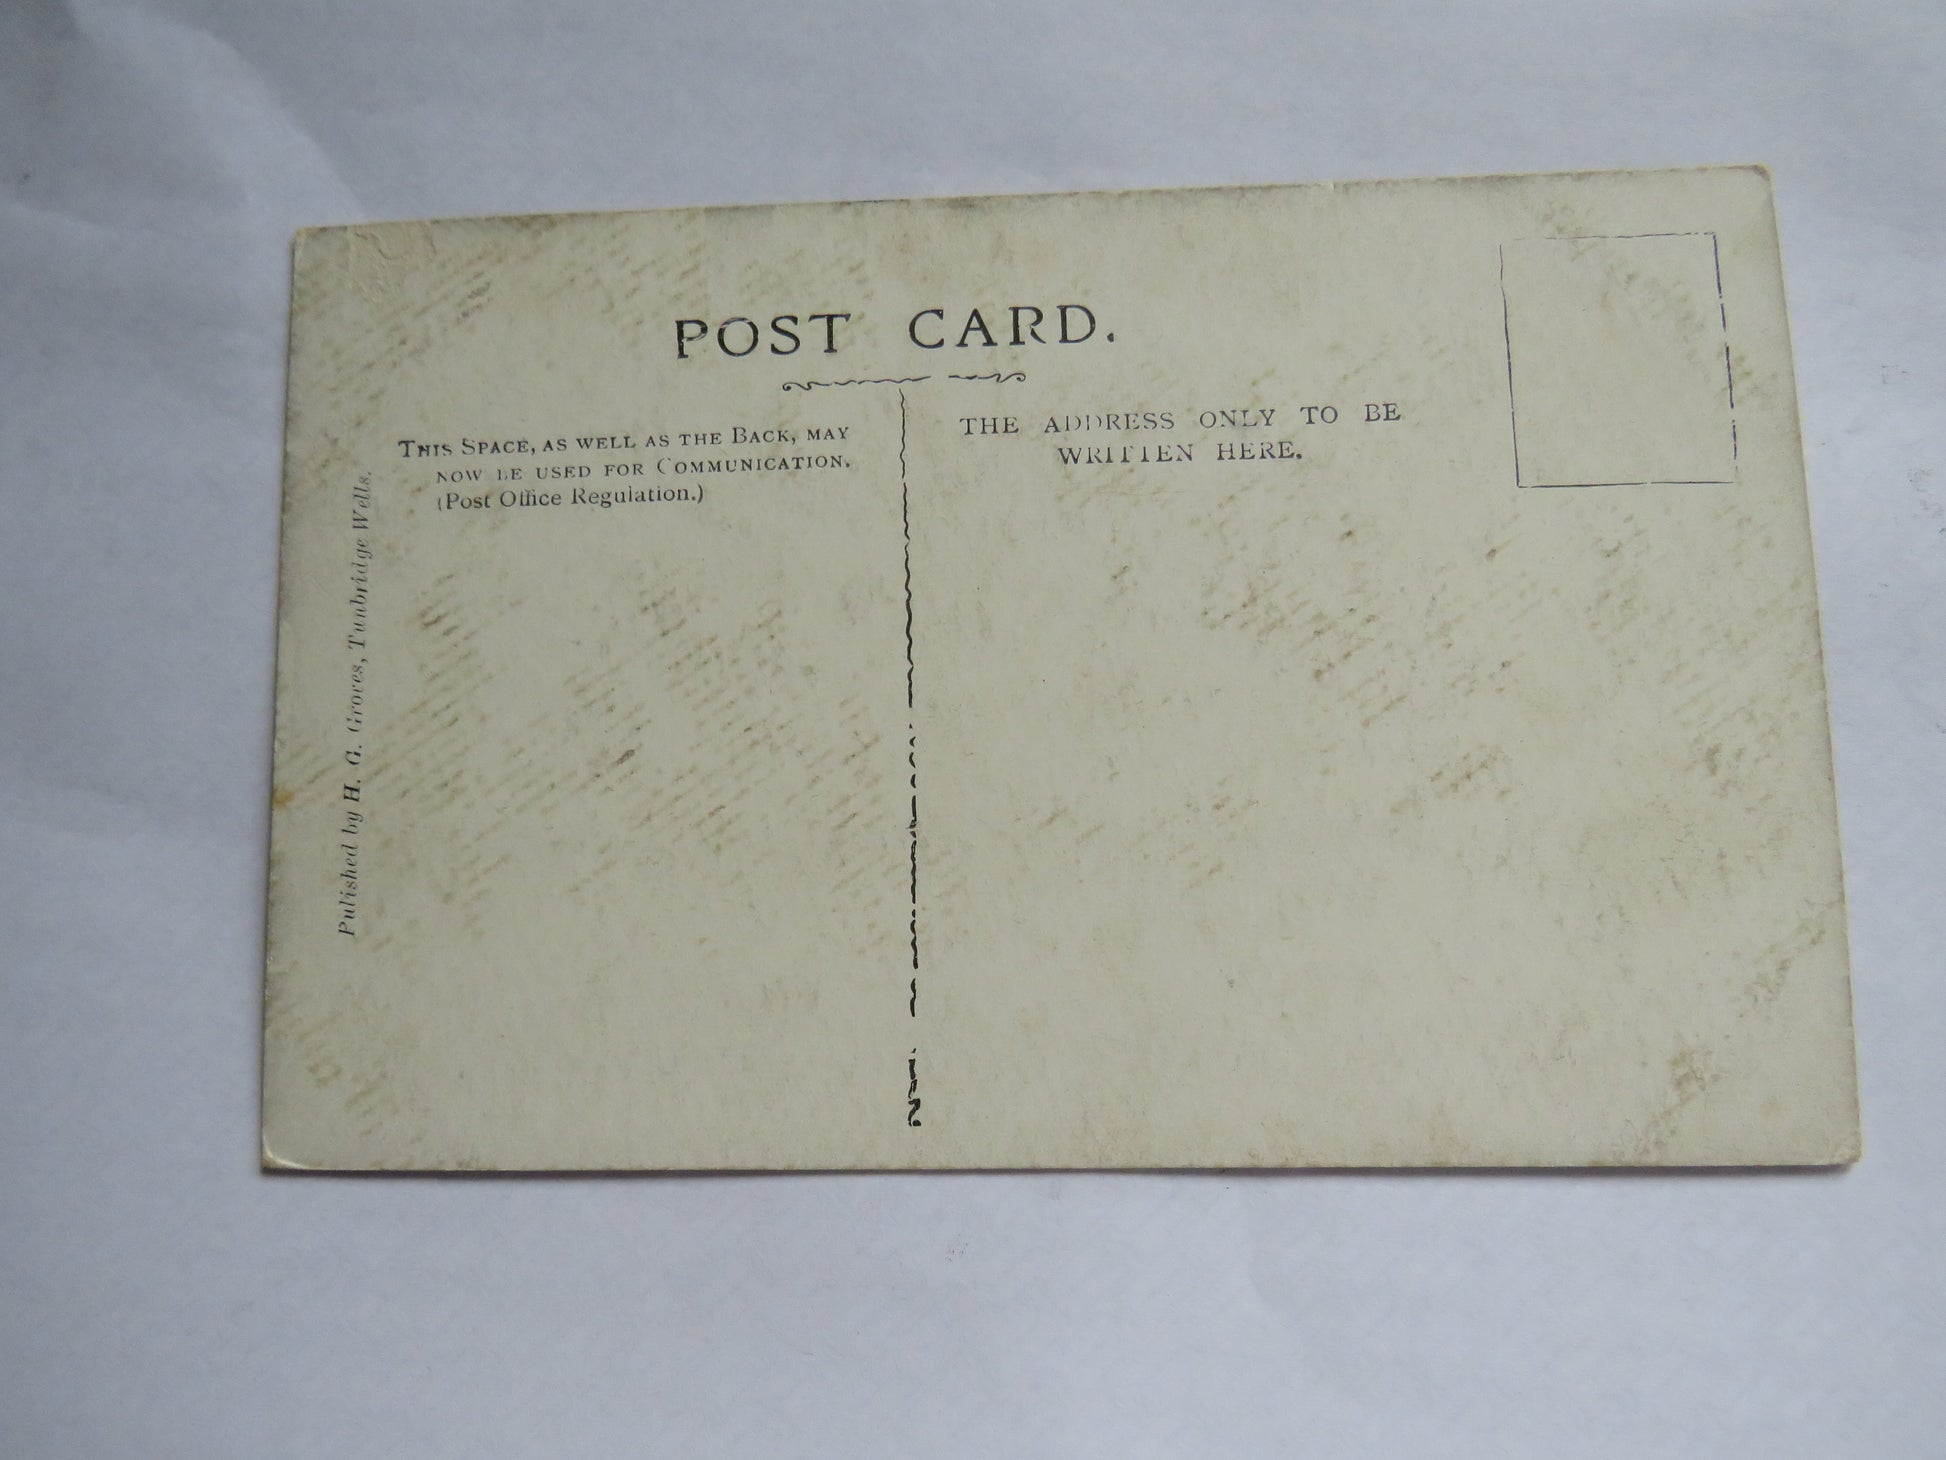 POST CARD.
THIS SPACE, AS WELL AS THE BACK, MAY
NOW BE USED FOR COMMUNICATION.
(Post Office Regulation.)
THE ADDRESS ONLY TO BE
WRITTEN HERE.
Published by H. G. Groves, Tunbridge Wells.